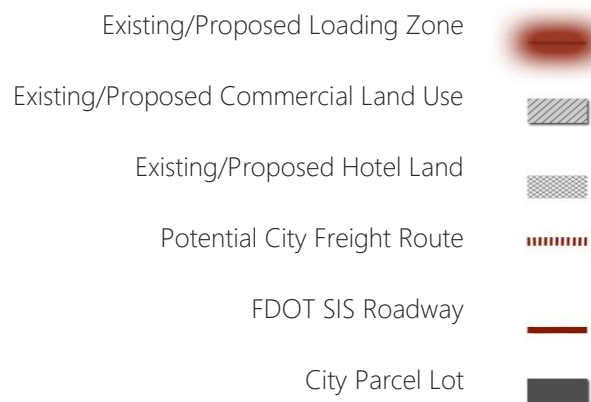 Existing/Proposed Loading Zone
Existing/Proposed Commercial Land Use
Existing/Proposed Hotel Land
Potential City Freight Route
FDOT SIS Roadway
City Parcel Lot